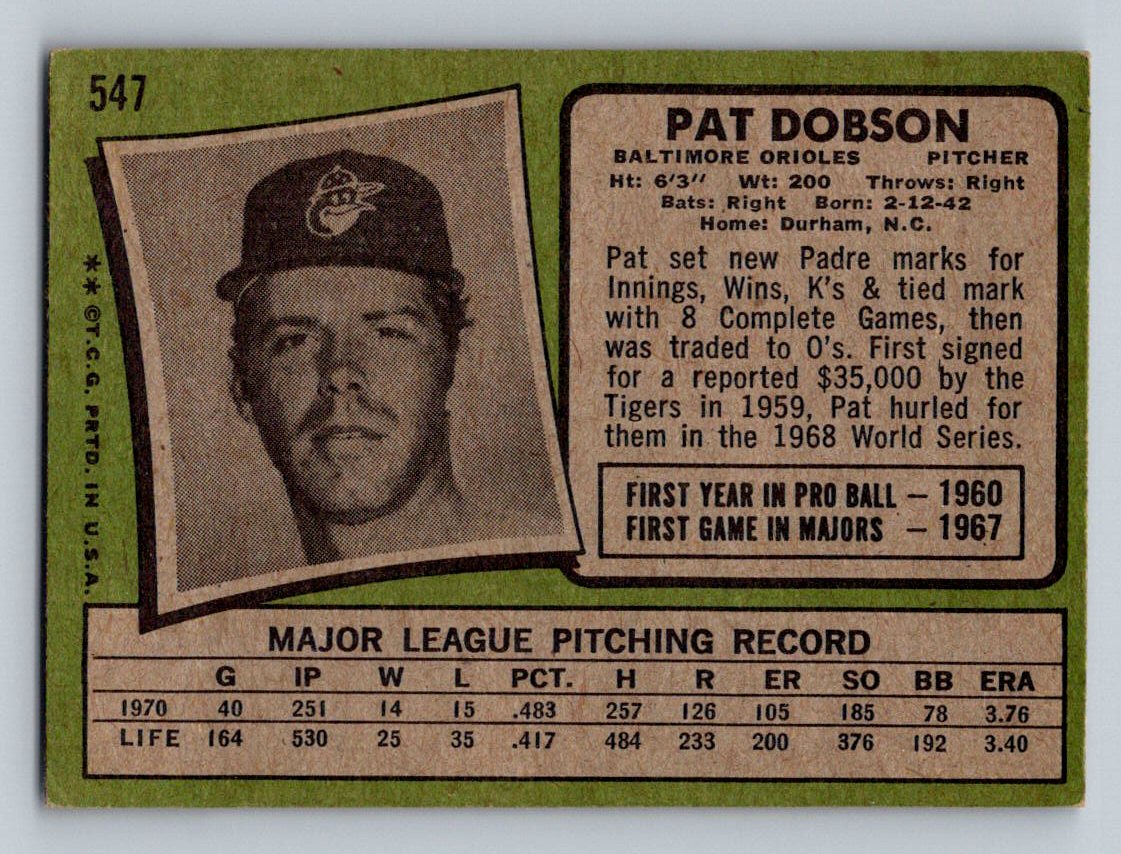 547
PAT DOBSON
BALTIMORE ORIOLES PITCHER
Ht: 6'3" Wt: 200 Throws: Right
Bats: Right Born: 2-12-42
Home: Durham, N.C.
Pat set new Padre marks for
Innings, Wins, K's & tied mark
with 8 Complete Games, then
was traded to O's. First signed
for a reported $35,000 by the
Tigers in 1959, Pat hurled for
them in the 1968 World Series.
FIRST YEAR IN PRO BALL – 1960
FIRST GAME IN MAJORS – 1967
** ©T.C.G. PRTD. IN U.S.A.
MAJOR LEAGUE PITCHING RECORD
G IP W L PCT. H R ER SO BB ERA
1970 40 251 14 15 .483 257 126 105 185 78 3.76
LIFE 164 530 25 35 .417 484 233 200 376 192 3.40